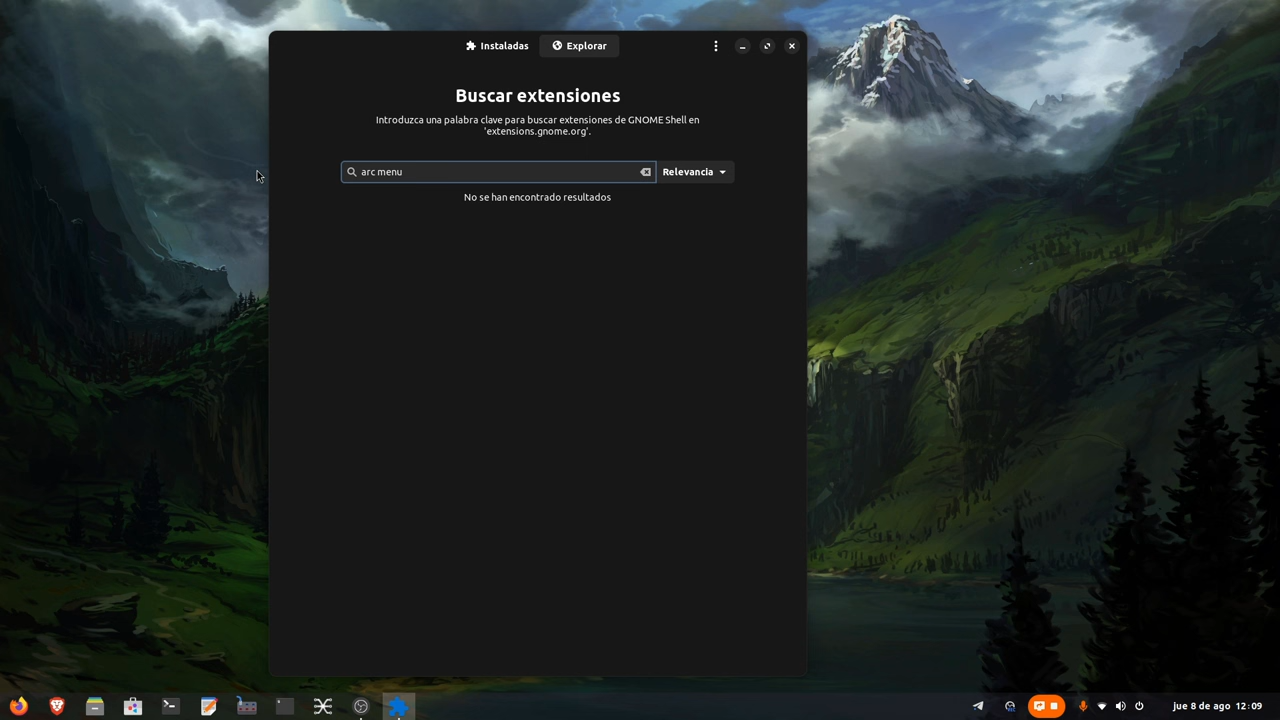 Instaladas
Explorar
Buscar extensiones
Introduzca una palabra clave para buscar extensiones de GNOME Shell en
'extensions.gnome.org'.
arc menu
Relevancia
No se han encontrado resultados
jue 8 de ago 12:09